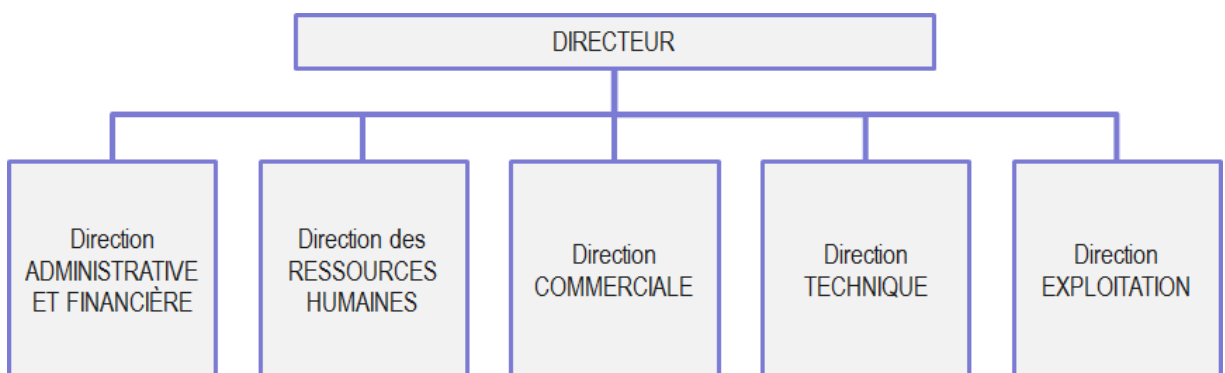 DIRECTEUR
Direction
ADMINISTRATIVE
ET FINANCIÈRE
Direction des
RESSOURCES
HUMAINES
Direction
COMMERCIALE
Direction
TECHNIQUE
Direction
EXPLOITATION